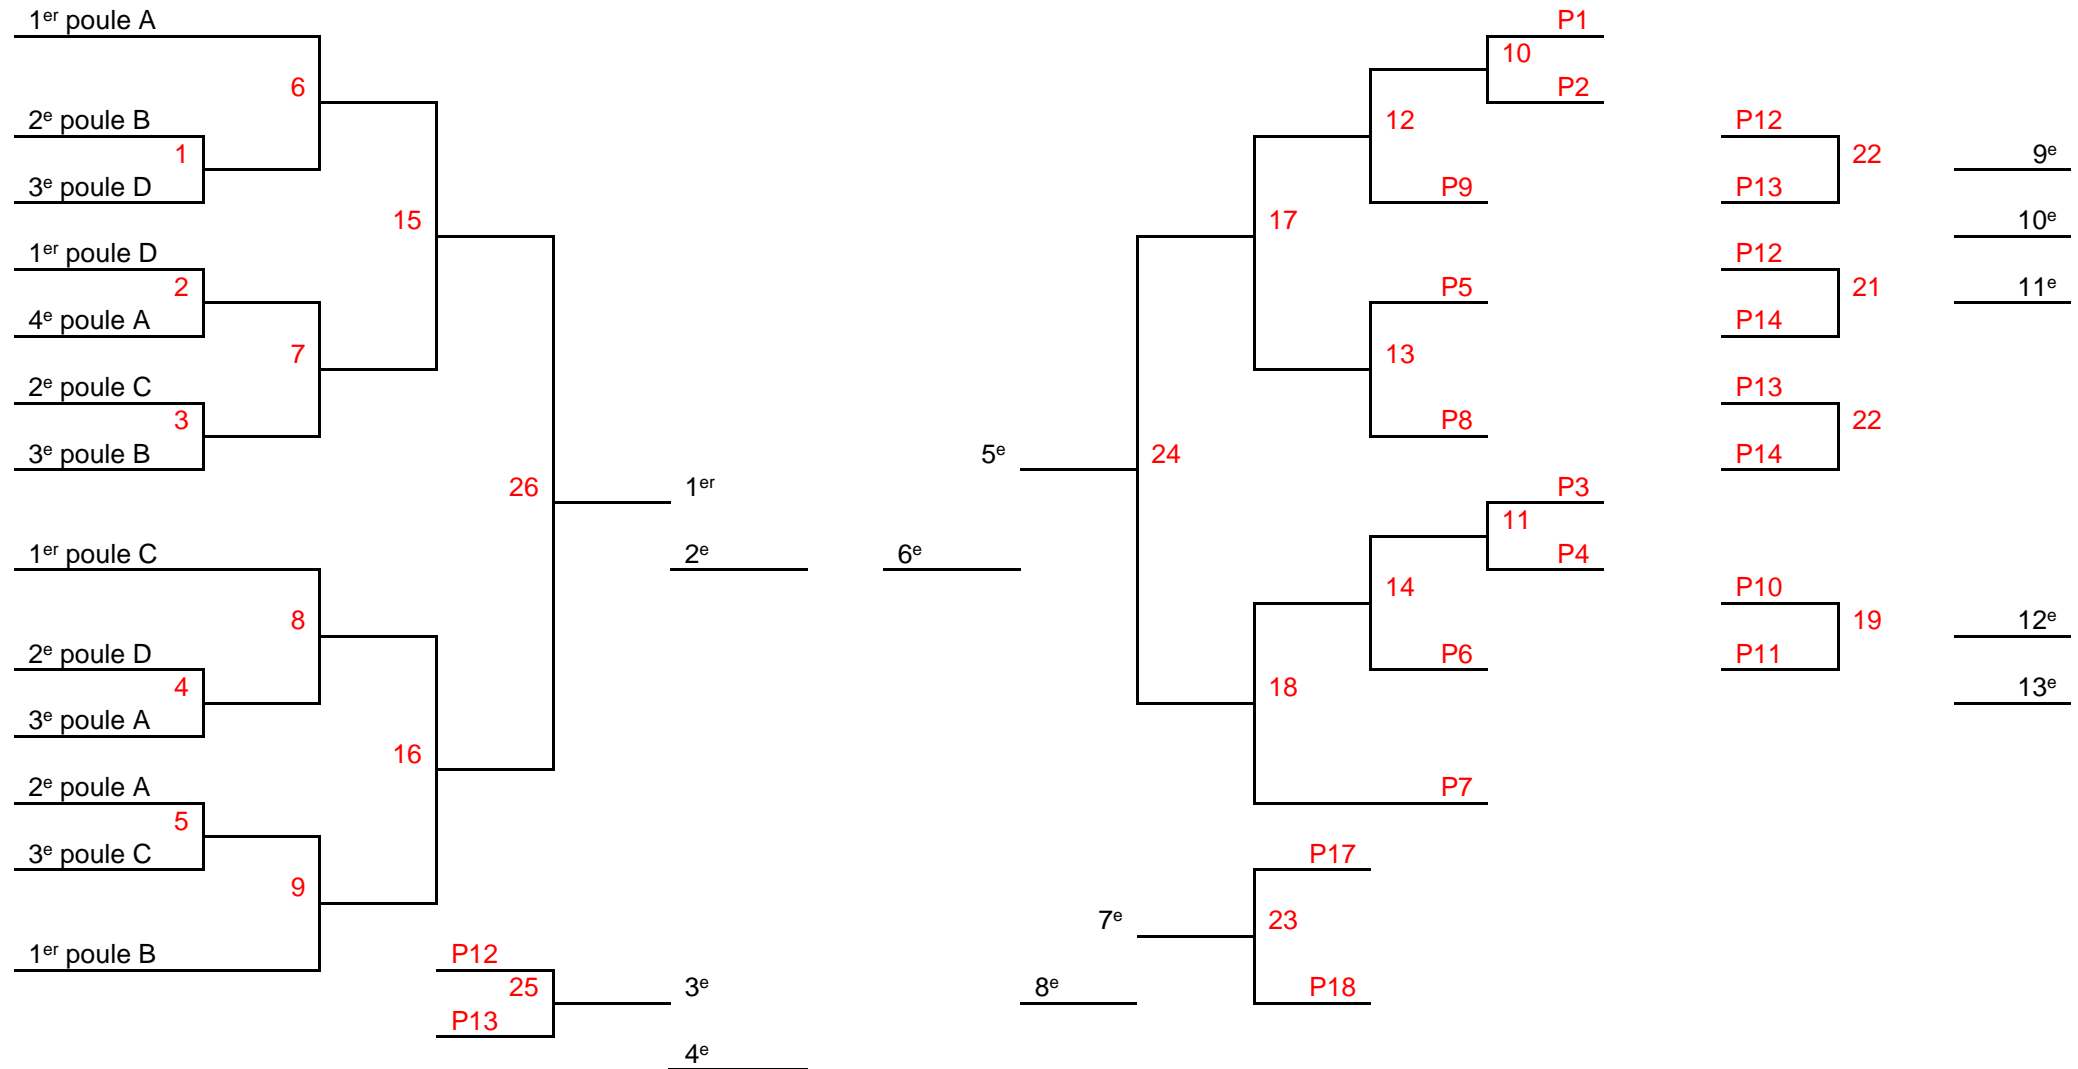 1er poule A
6
2e poule B
1
3e poule D
15
1er poule D
2
4e poule A
7
2e poule C
3
3e poule B
26
1er
2e
1er poule C
8
2e poule D
4
3e poule A
16
2e poule A
5
3e poule C
9
1er poule B
P12
25
P13
3e
4e
P1
10
P2
12
P9
17
P5
13
P8
5e
24
6e
P3
11
P4
14
P6
18
P7
P17
7e
23
8e
P18
P12
22
P13
9e
10e
P12
21
P14
11e
P13
22
P14
P10
19
P11
12e
13e